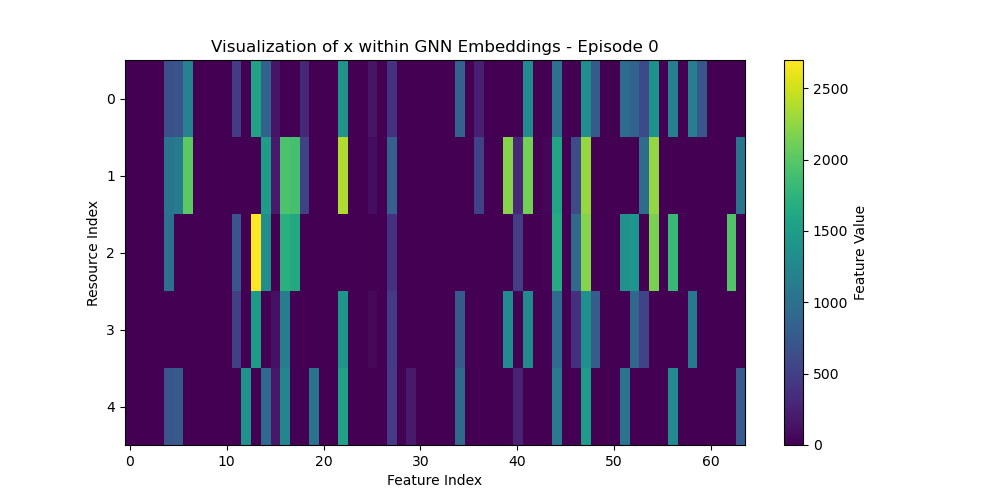 Visualization of x within GNN Embeddings - Episode 0
Resource Index
0
1
2
3
4
0 10 20 30 40 50 60
Feature Index
2500
2000
1500
1000
500
0
Feature Value